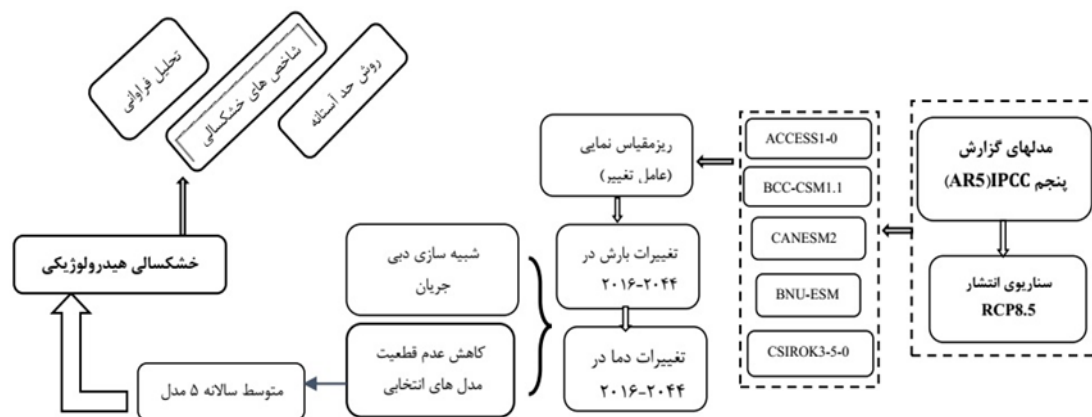 مدلهای گزارش
پنجم IPCC(AR5)
سناریوی انتشار
RCP8.5
ACCESS1-0
BCC-CSM1.1
CANESM2
BNU-ESM
CSIROK3-5-0
ریزمقیاس نمایی
(عامل تغییر)
تغییرات بارش در
۲۰۱۶-۲۰۴۴
تغییرات دما در
۲۰۱۶-۲۰۴۴
شبیه سازی دبی
جریان
کاهش عدم قطعیت
مدل های انتخابی
متوسط سالانه ۵ مدل
خشکسالی هیدرولوژیکی
تحلیل فراوانی
شاخص های خشکسالی
روش حد آستانه